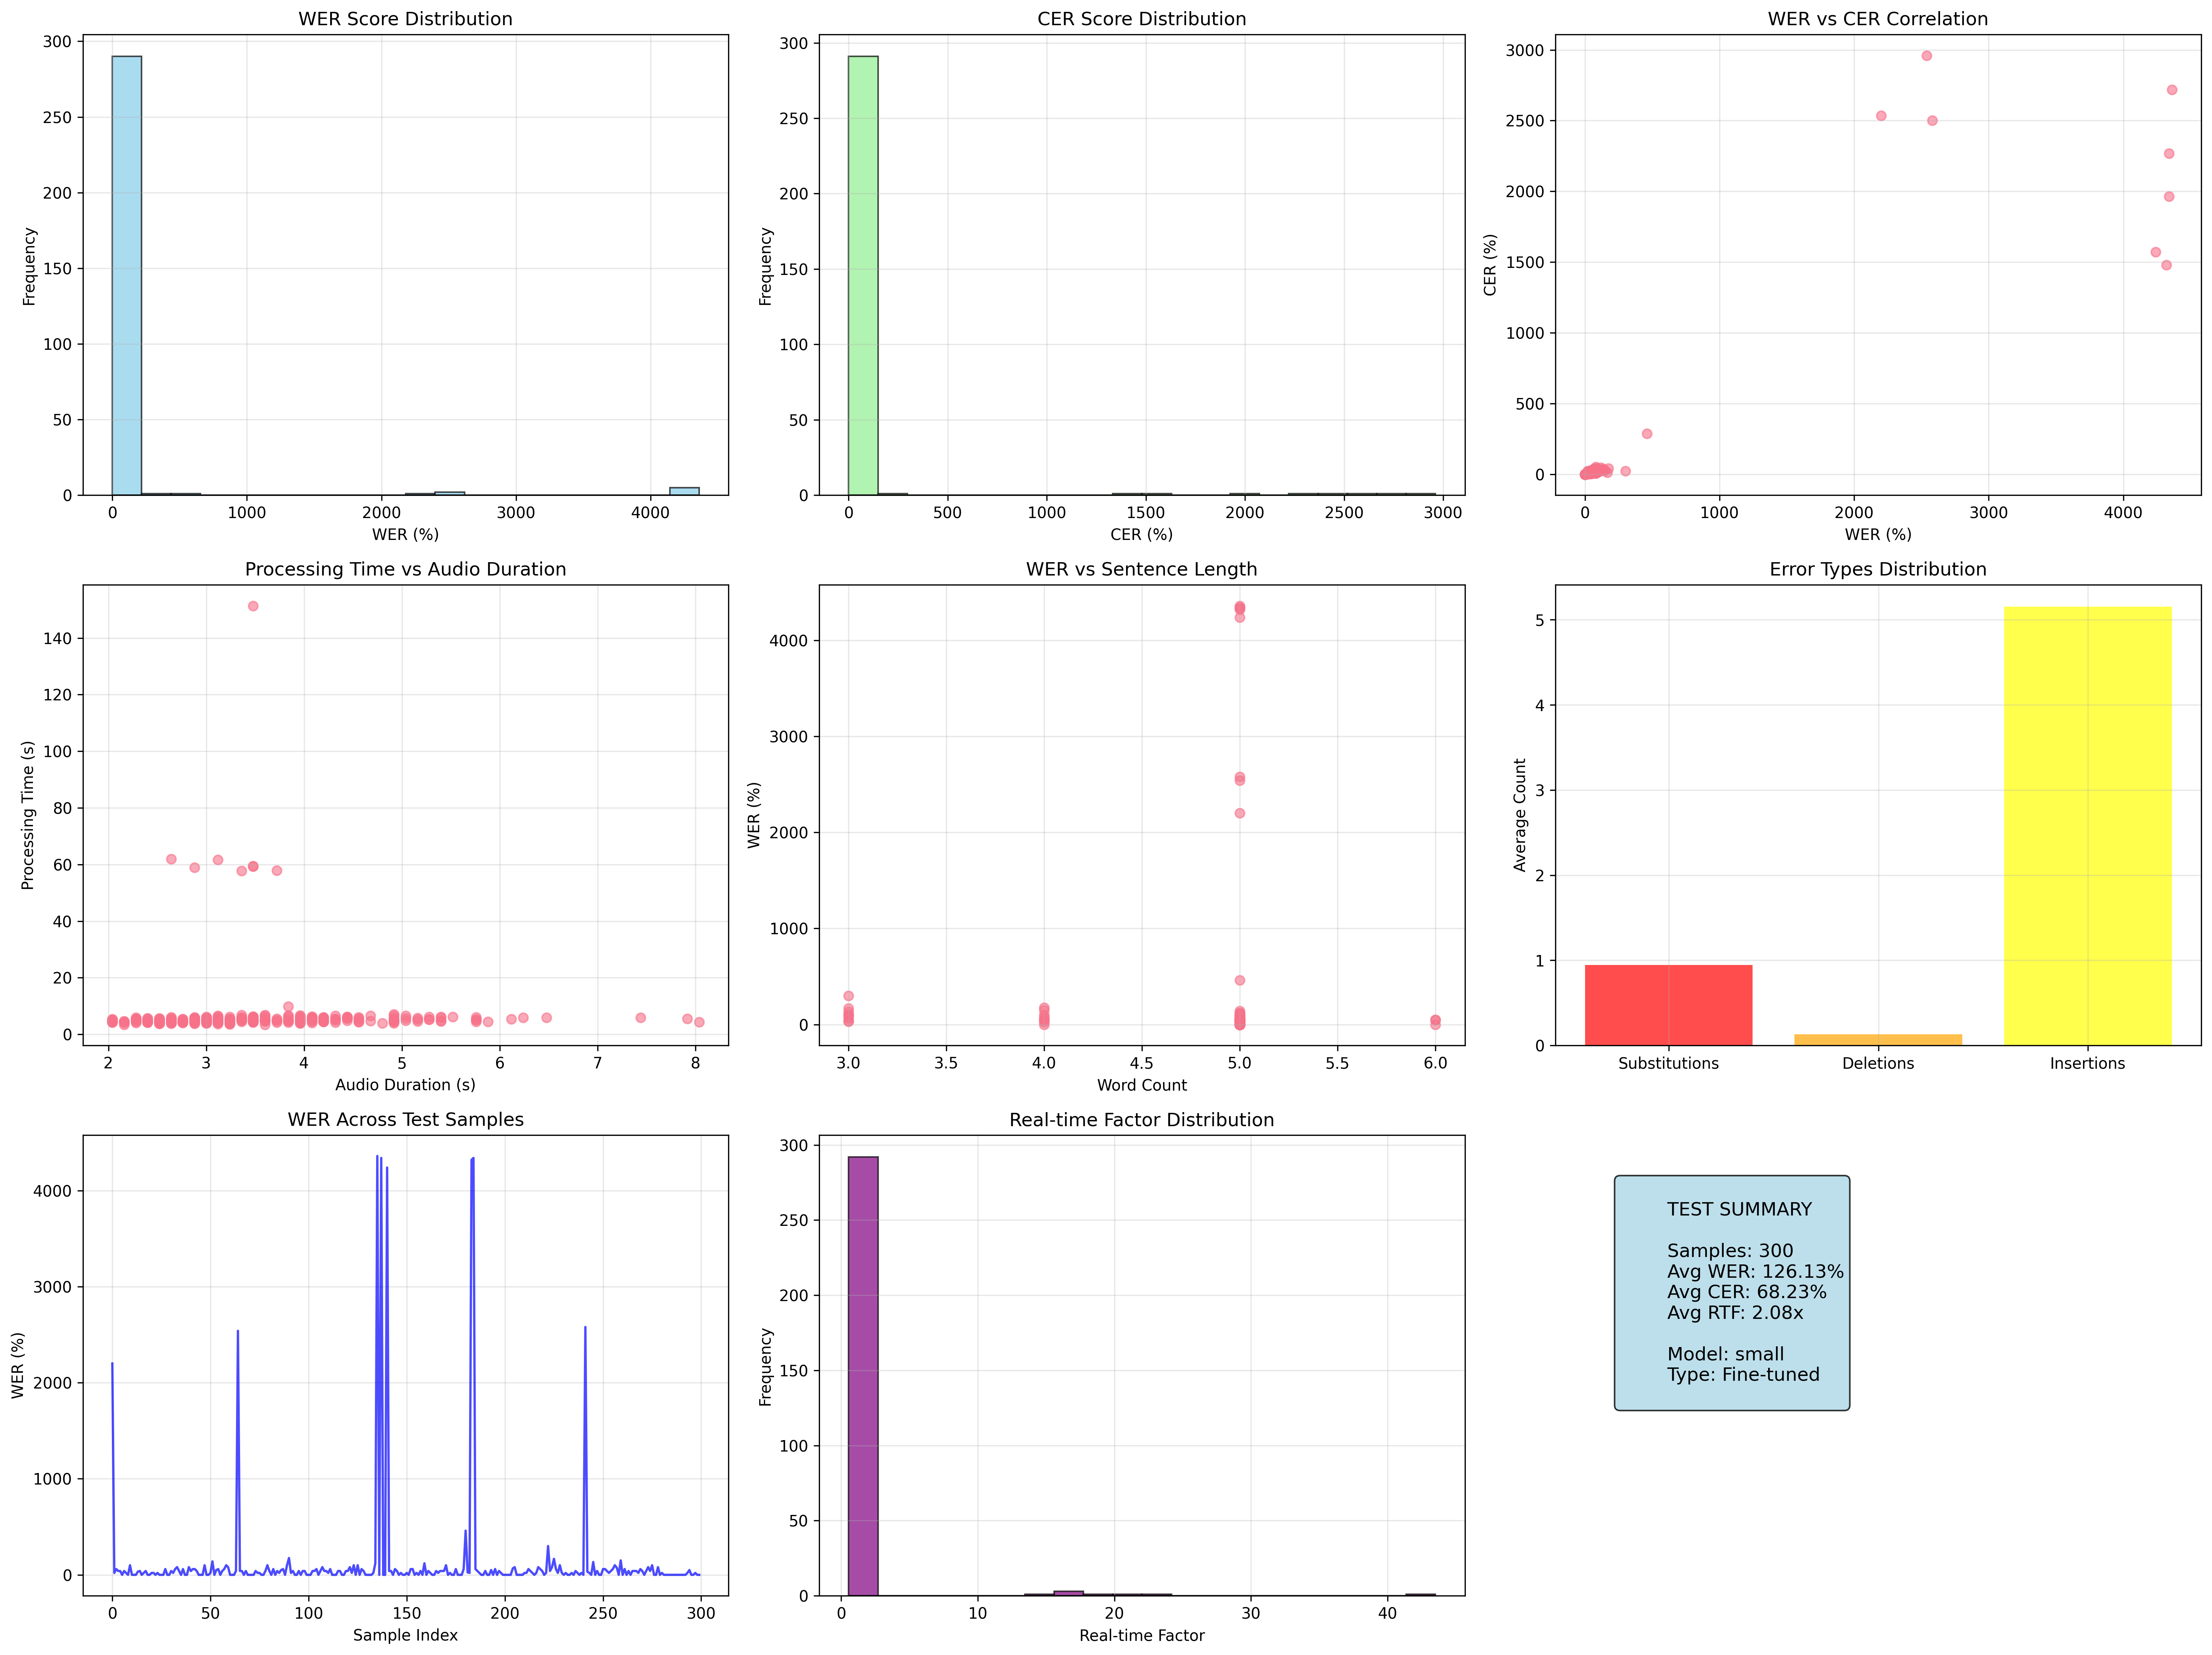 WER Score Distribution
300
250
200
150
100
50
0
Frequency
0 1000 2000 3000 4000
WER (%)
CER Score Distribution
300
250
200
150
100
50
0
Frequency
0 500 1000 1500 2000 2500 3000
CER (%)
WER vs CER Correlation
3000
2500
2000
1500
1000
500
0
CER (%)
0 1000 2000 3000 4000
WER (%)
Processing Time vs Audio Duration
140
120
100
80
60
40
20
0
Processing Time (s)
2 3 4 5 6 7 8
Audio Duration (s)
WER vs Sentence Length
4000
3000
2000
1000
0
WER (%)
3.0 3.5 4.0 4.5 5.0 5.5 6.0
Word Count
Error Types Distribution
5
4
3
2
1
0
Average Count
Substitutions Deletions Insertions
WER Across Test Samples
4000
3000
2000
1000
0
WER (%)
0 50 100 150 200 250 300
Sample Index
Real-time Factor Distribution
300
250
200
150
100
50
0
Frequency
0 10 20 30 40
Real-time Factor
TEST SUMMARY
Samples: 300
Avg WER: 126.13%
Avg CER: 68.23%
Avg RTF: 2.08x
Model: small
Type: Fine-tuned